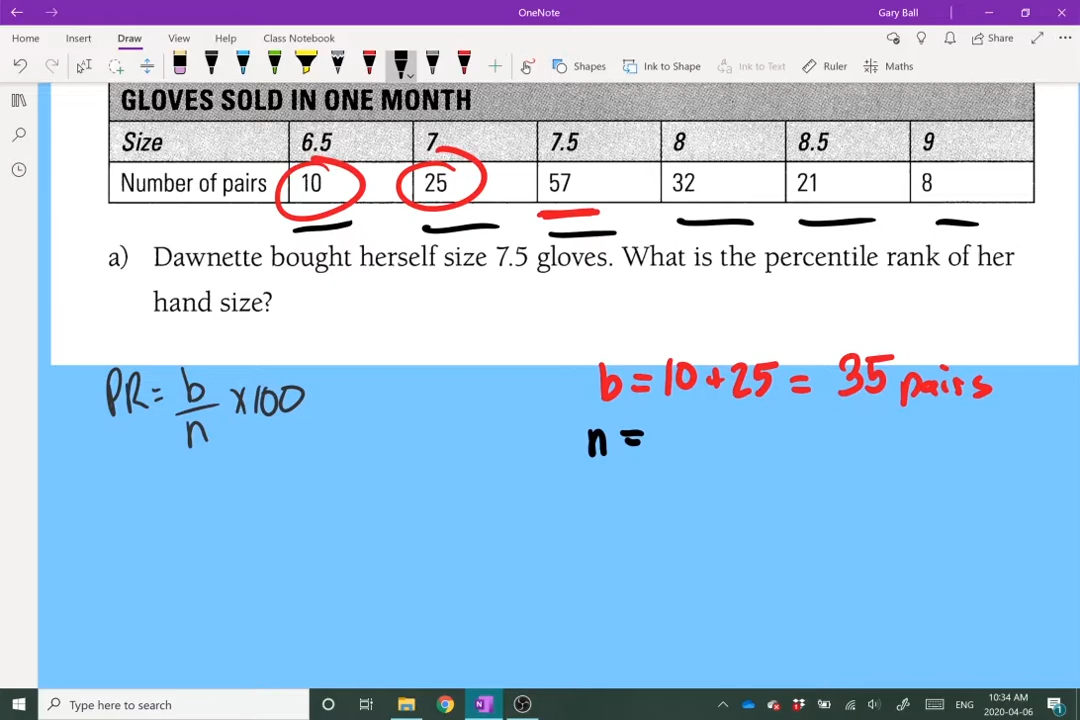 OneNote
Gary Ball
Home Insert Draw View Help Class Notebook
Share
Shapes Ink to Shape Ink to Text Ruler Maths
GLOVES SOLD IN ONE MONTH
Size 6.5 7 7.5 8 8.5 9
Number of pairs 10 25 57 32 21 8
a) Dawnette bought herself size 7.5 gloves. What is the percentile rank of her
hand size?
PR = b/n x100
b = 10 + 25 = 35 pairs
n =
Type here to search
ENG
10:34 AM
2020-04-06